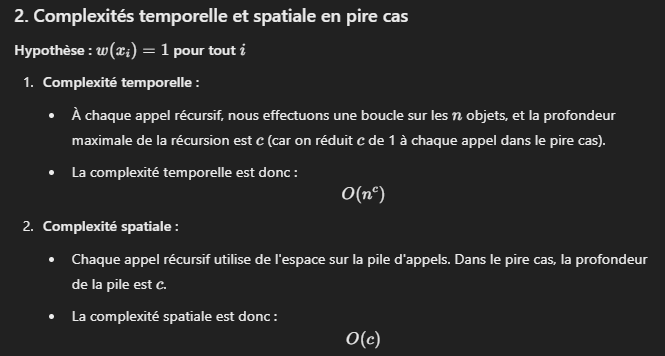 2. Complexités temporelle et spatiale en pire cas
Hypothèse : w(xᵢ) = 1 pour tout i
1. Complexité temporelle :
• À chaque appel récursif, nous effectuons une boucle sur les n objets, et la profondeur
maximale de la récursion est c (car on réduit c de 1 à chaque appel dans le pire cas).
• La complexité temporelle est donc :
O(nᶜ)
2. Complexité spatiale :
• Chaque appel récursif utilise de l'espace sur la pile d'appels. Dans le pire cas, la profondeur
de la pile est c.
• La complexité spatiale est donc :
O(c)